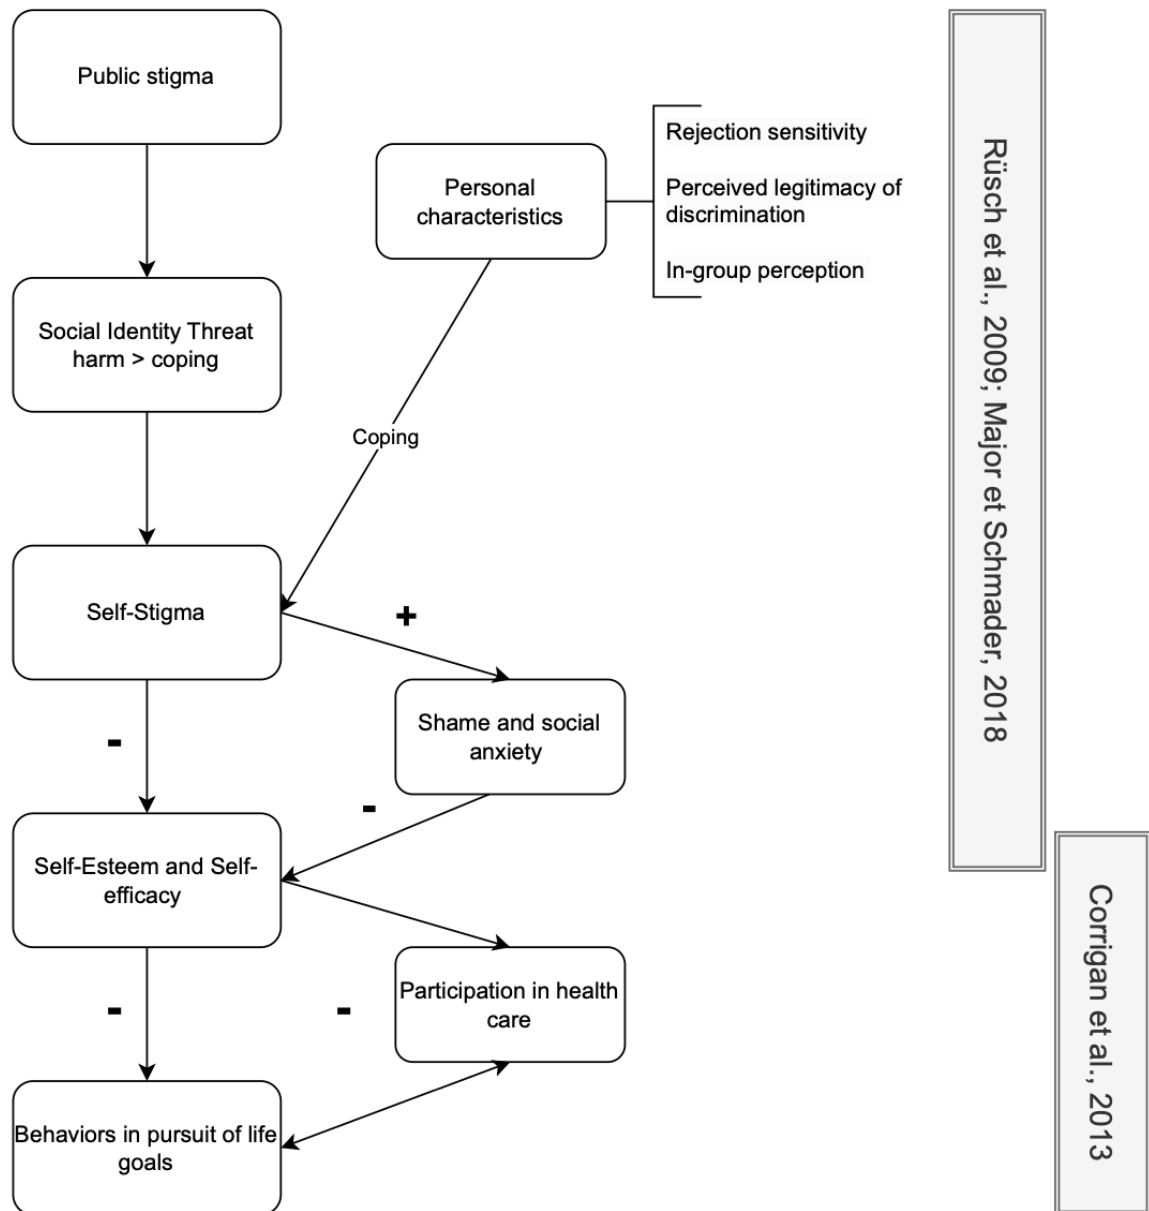 Public stigma
Personal
characteristics
Rejection sensitivity
Perceived legitimacy of
discrimination
In-group perception
Social Identity Threat
harm > coping
Coping
Self-Stigma
+
Shame and social
anxiety
-
-
Self-Esteem and Self-
efficacy
Participation in health
care
-
-
Behaviors in pursuit of life
goals
Rüsch et al., 2009; Major et Schmader, 2018
Corrigan et al., 2013